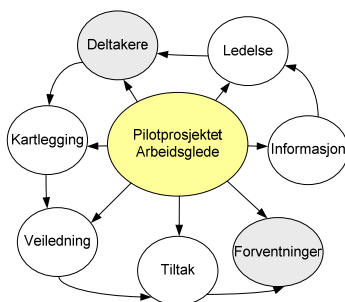 Deltakere
Ledelse
Kartlegging
Pilotprosjektet
Arbeidsglede
Informasjon
Veiledning
Tiltak
Forventninger